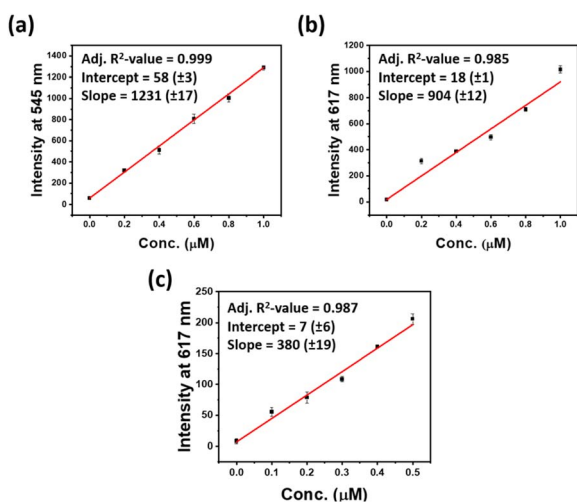 (a)
Adj. R²-value = 0.999
Intercept = 58 (±3)
Slope = 1231 (±17)
Intensity at 545 nm
1400
1200
1000
800
600
400
200
0
0.0 0.2 0.4 0.6 0.8 1.0
Conc. (μM)
(b)
Adj. R²-value = 0.985
Intercept = 18 (±1)
Slope = 904 (±12)
Intensity at 617 nm
1200
1000
800
600
400
200
0
0.0 0.2 0.4 0.6 0.8 1.0
Conc. (μM)
(c)
Adj. R²-value = 0.987
Intercept = 7 (±6)
Slope = 380 (±19)
Intensity at 617 nm
250
200
150
100
50
0
0.0 0.1 0.2 0.3 0.4 0.5
Conc. (μM)